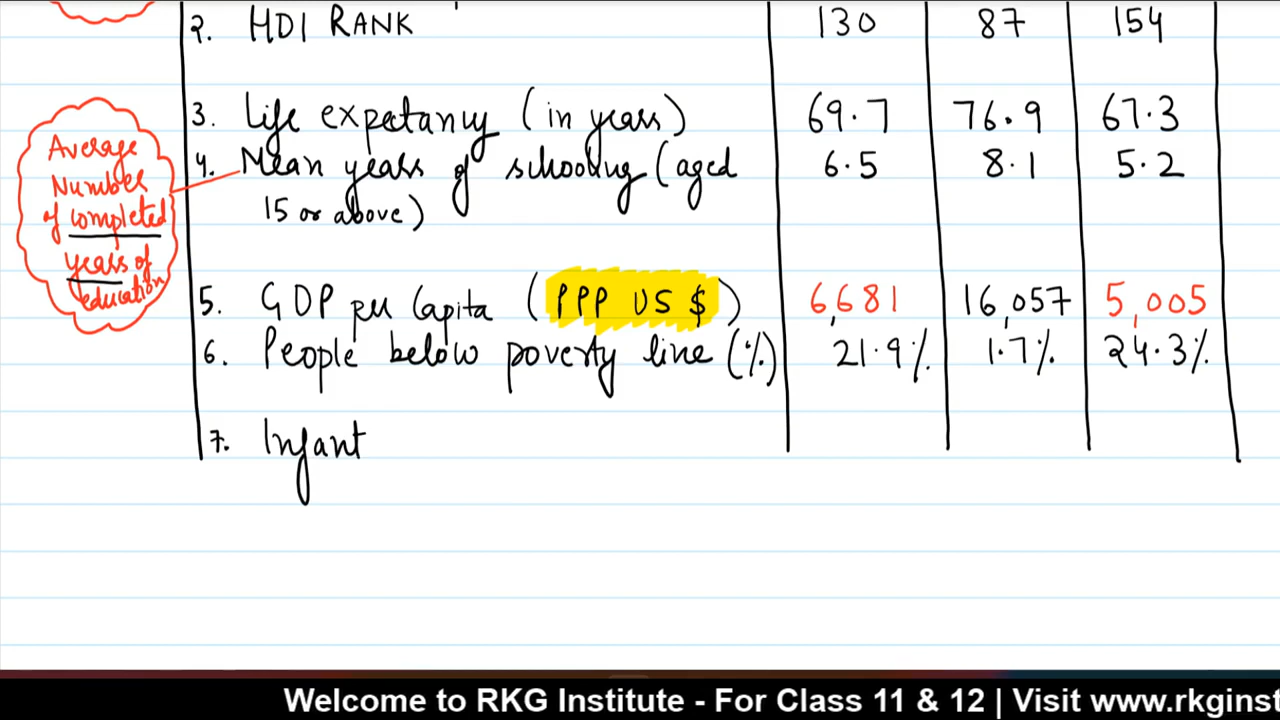 2. HDI RANK 130 87 154
3. Life expetancy (in years) 69.7 76.9 67.3
4. Mean years of schooling (aged 6.5 8.1 5.2
15 or above)
5. GDP per Capita (PPP US $) 6,681 16,057 5,005
6. People below poverty line (%) 21.9% 1.7% 24.3%
7. Infant
Average
Number
of completed
years of
education
Welcome to RKG Institute - For Class 11 & 12 | Visit www.rkginst